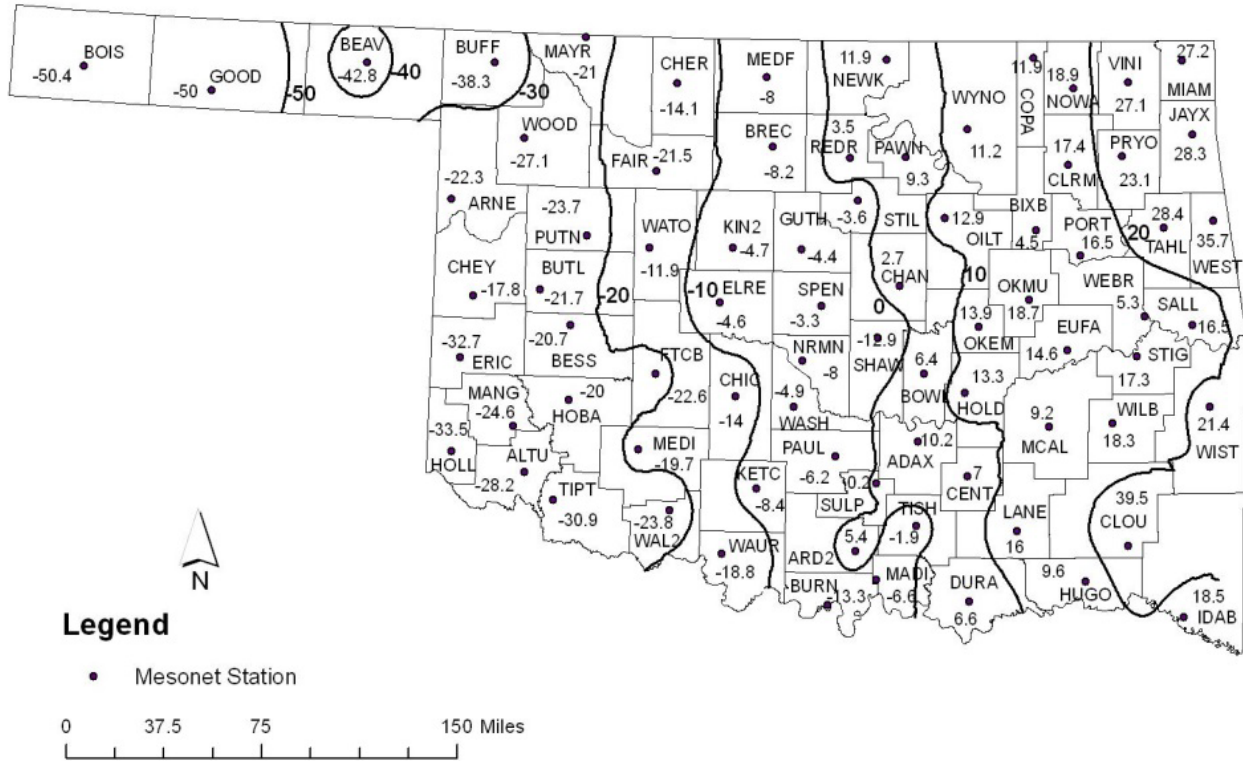 BOIS
-50.4
GOOD
-50
-50
BEAV
-42.8
-40
BUFF
-38.3
-30
MAYR
-21
CHER
-14.1
MEDF
-8
11.9
NEWK
WYNO
11.2
11.9
COPA
18.9
NOWA
VINI
27.1
27.2
MIAM
JAYX
28.3
WOOD
-27.1
FAIR
-21.5
BREC
-8.2
3.5
REDR
PAWN
9.3
17.4
CLRM
PRYO
23.1
-22.3
ARNE
-23.7
PUTN
WATO
-11.9
KIN2
-4.7
GUTH
-4.4
-3.6
STIL
12.9
OILT
BIXB
4.5
PORT
16.5
20
28.4
TAHL
35.7
WEST
CHEY
-17.8
BUTL
-21.7
-20
-10
ELRE
-4.6
SPEN
-3.3
2.7
CHAN
0
10
OKMU
18.7
WEBR
5.3
SALL
16.5
-32.7
ERIC
-20.7
BESS
FTCB
-22.6
CHIC
-14
NRMN
-8
-12.9
SHAW
6.4
BOWL
13.9
OKEM
EUFA
14.6
STIG
17.3
MANG
-24.6
-20
HOBA
-4.9
WASH
13.3
HOLD
9.2
MCAL
WILB
18.3
21.4
WIST
-33.5
HOLL
ALTU
-28.2
MEDI
-19.7
PAUL
-6.2
10.2
ADAX
TIPT
-30.9
-23.8
WAL2
KETC
-8.4
0.2
SULP
TISH
-1.9
7
CENT
LANE
16
39.5
CLOU
WAUR
-18.8
5.4
ARD2
BURN
-13.3
MADI
-6.6
DURA
6.6
9.6
HUGO
18.5
IDAB
N
Legend
Mesonet Station
0 37.5 75 150 Miles